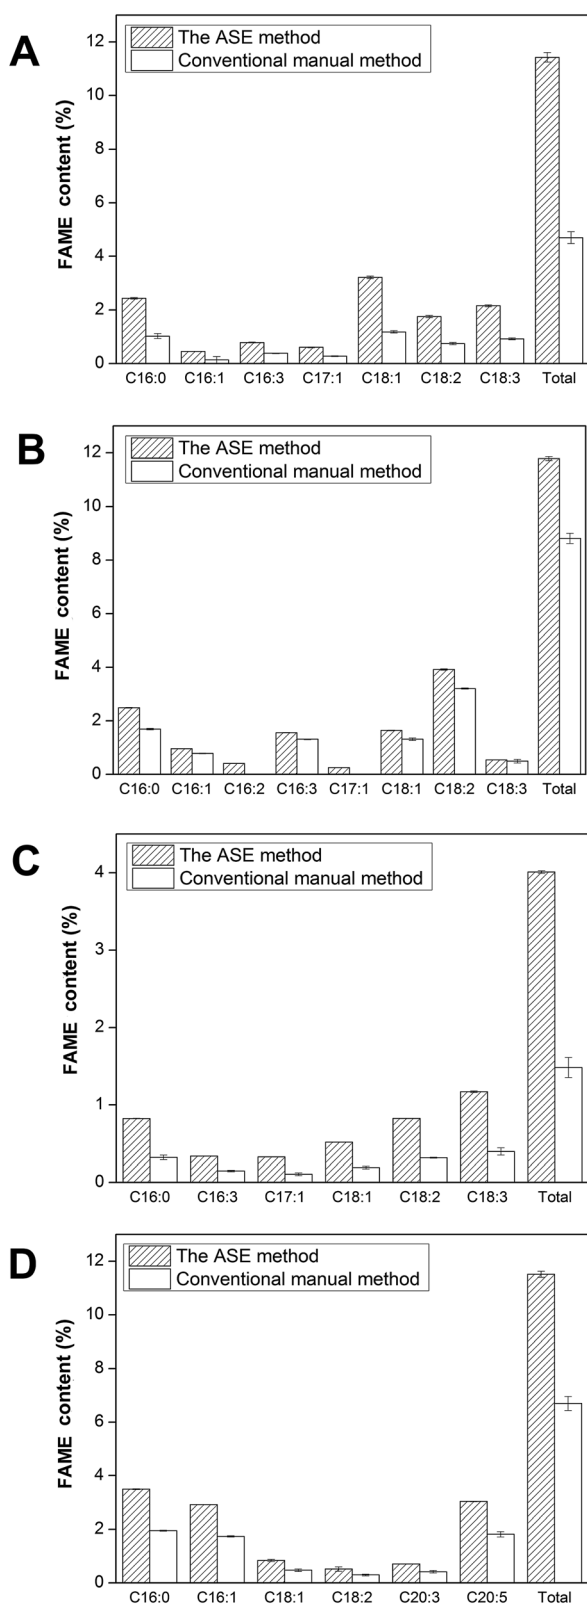 A
The ASE method
Conventional manual method
FAME content (%)
12
10
8
6
4
2
0
C16:0 C16:1 C16:3 C17:1 C18:1 C18:2 C18:3 Total
B
The ASE method
Conventional manual method
FAME content (%)
12
10
8
6
4
2
0
C16:0 C16:1 C16:2 C16:3 C17:1 C18:1 C18:2 C18:3 Total
C
The ASE method
Conventional manual method
FAME content (%)
4
3
2
1
0
C16:0 C16:3 C17:1 C18:1 C18:2 C18:3 Total
D
The ASE method
Conventional manual method
FAME content (%)
12
10
8
6
4
2
0
C16:0 C16:1 C18:1 C18:2 C20:3 C20:5 Total